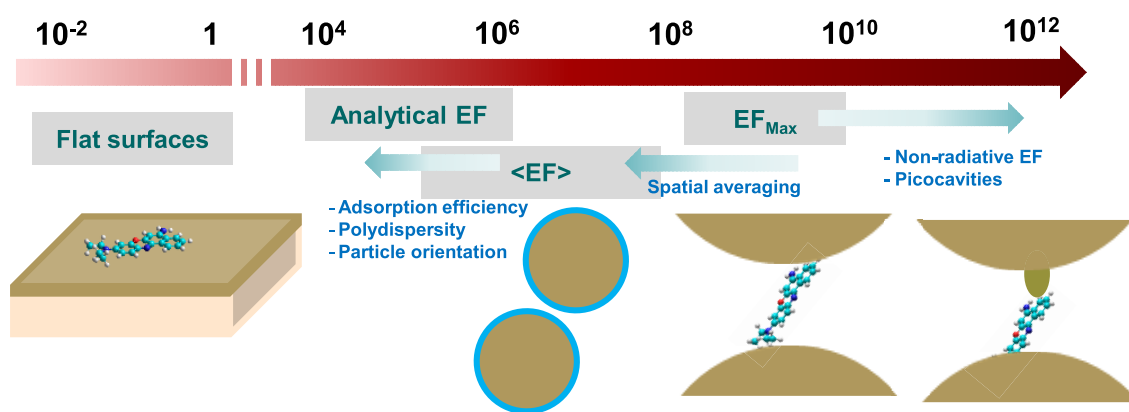 10⁻² 1 10⁴ 10⁶ 10⁸ 10¹⁰ 10¹²
Flat surfaces
Analytical EF
EFMax
<EF>
Spatial averaging
- Non-radiative EF
- Picocavities
- Adsorption efficiency
- Polydispersity
- Particle orientation